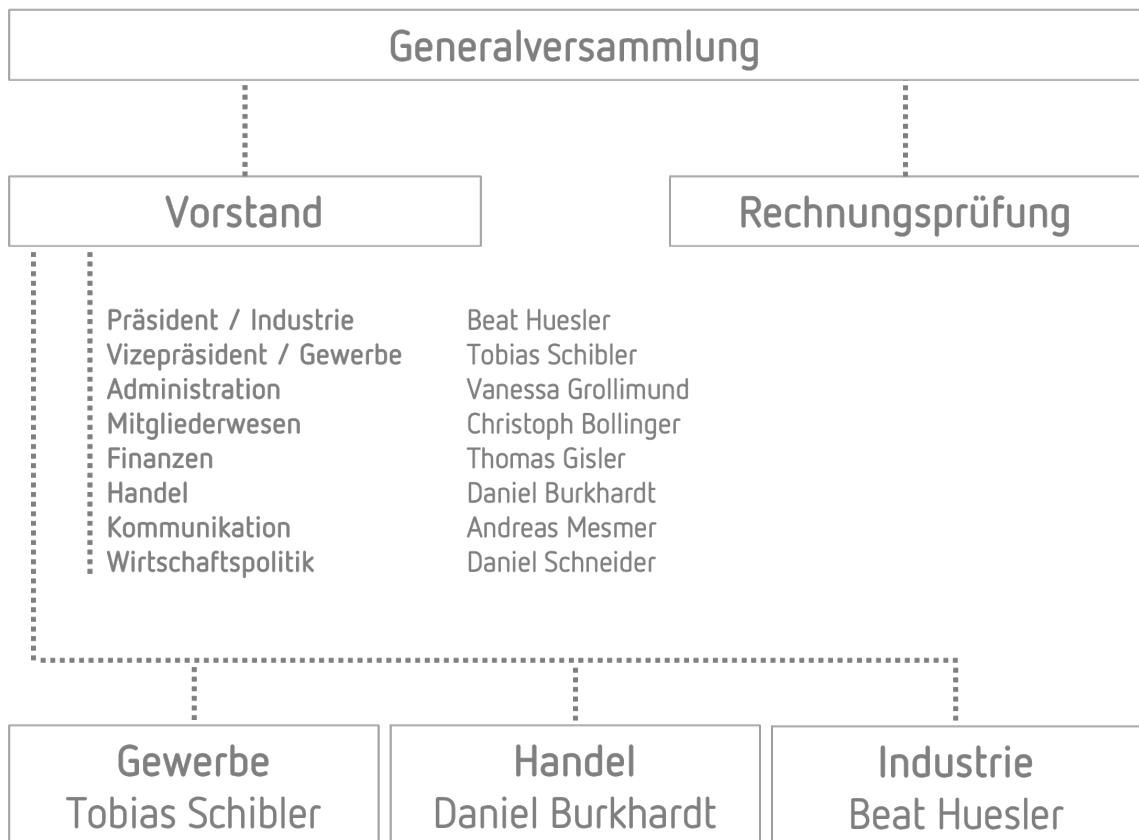 Generalversammlung
Vorstand
Rechnungsprüfung
Präsident / Industrie Beat Huesler
Vizepräsident / Gewerbe Tobias Schibler
Administration Vanessa Grollimund
Mitgliederwesen Christoph Bollinger
Finanzen Thomas Gisler
Handel Daniel Burkhardt
Kommunikation Andreas Mesmer
Wirtschaftspolitik Daniel Schneider
Gewerbe
Tobias Schibler
Handel
Daniel Burkhardt
Industrie
Beat Huesler